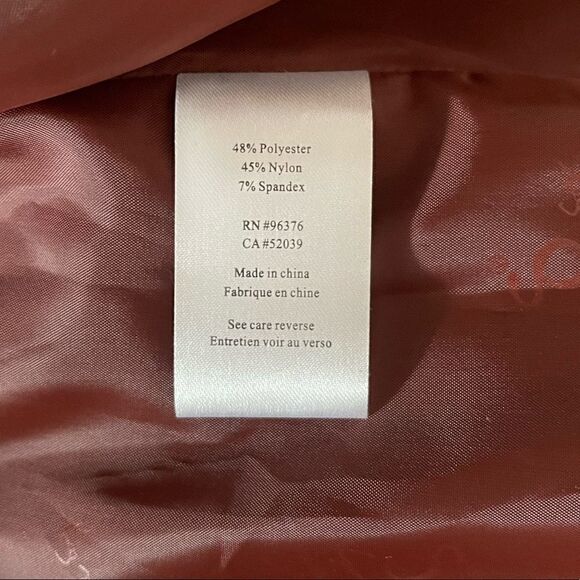 48% Polyester
45% Nylon
7% Spandex
RN #96376
CA #52039
Made in china
Fabrique en chine
See care reverse
Entretien voir au verso